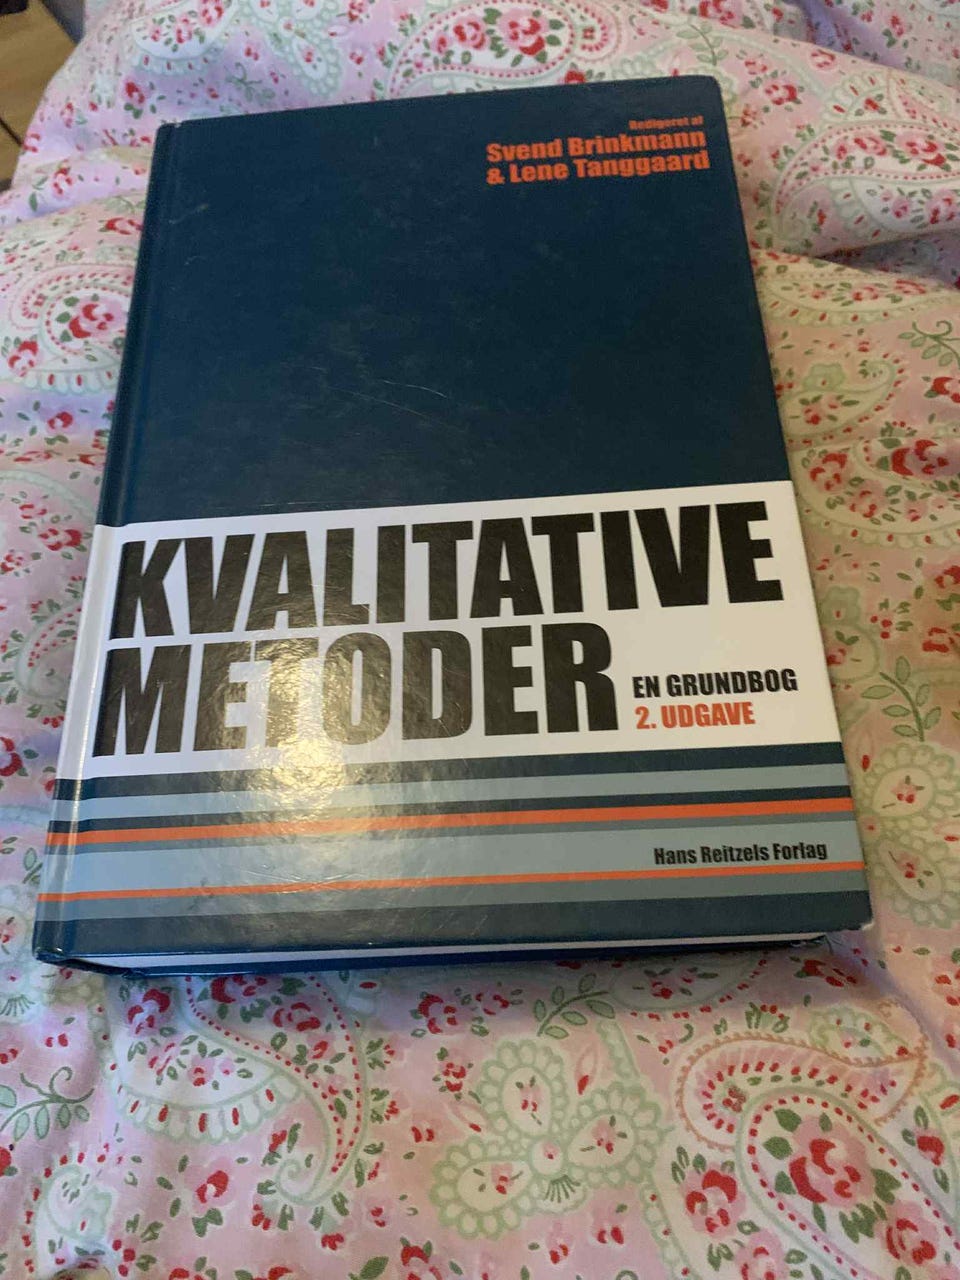 Redigeret af
Svend Brinkmann
& Lene Tanggaard
KVALITATIVE
METODER
EN GRUNDBOG
2. UDGAVE
Hans Reitzels Forlag